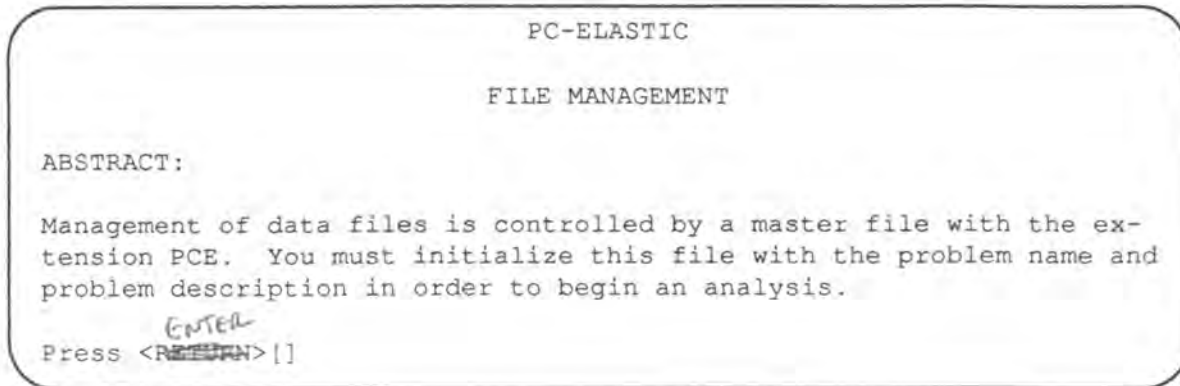 PC-ELASTIC
FILE MANAGEMENT
ABSTRACT:
Management of data files is controlled by a master file with the ex-
tension PCE. You must initialize this file with the problem name and
problem description in order to begin an analysis.
ENTER
Press <RETURN>[]